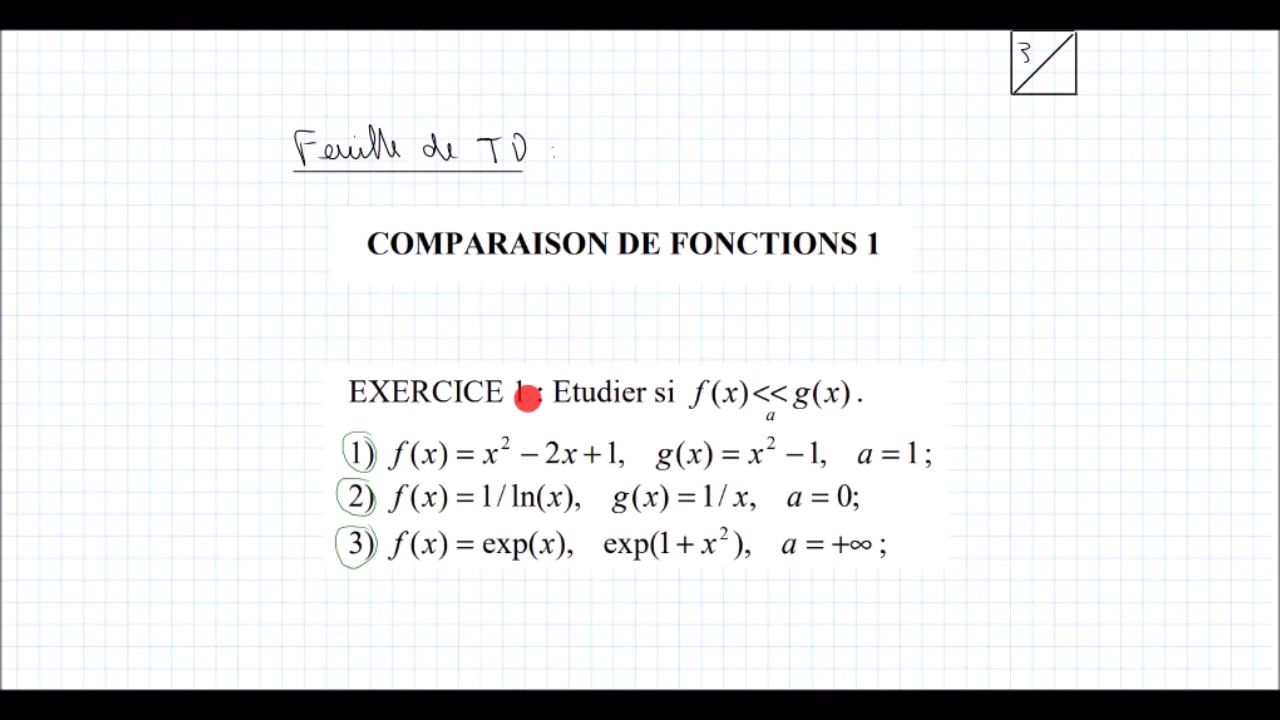 3
Feuille de TD :
COMPARAISON DE FONCTIONS 1
EXERCICE 1 : Etudier si f(x) <<ₐ g(x).
1) f(x) = x² − 2x + 1, g(x) = x² − 1, a = 1 ;
2) f(x) = 1 / ln(x), g(x) = 1 / x, a = 0;
3) f(x) = exp(x), exp(1 + x²), a = +∞ ;